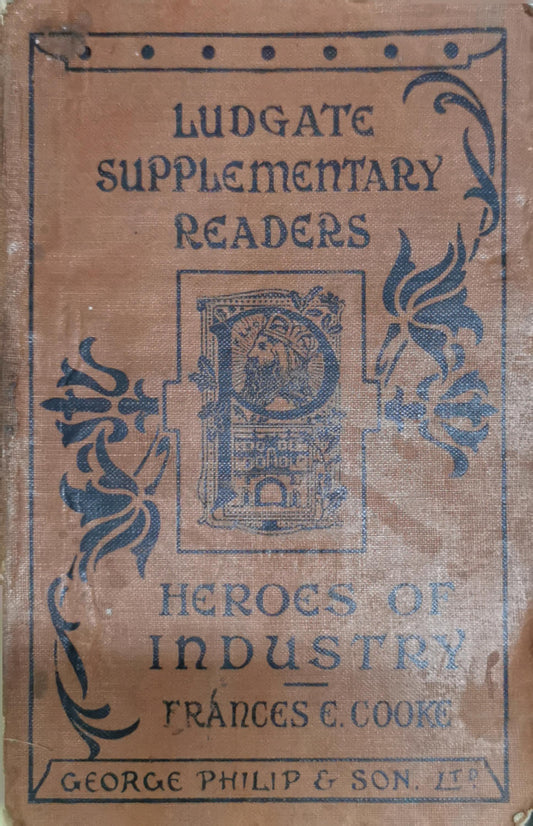 LUDGATE
SUPPLEMENTARY
READERS
HEROES OF
INDUSTRY
FRANCES E. COOKE
GEORGE PHILIP & SON. LTD